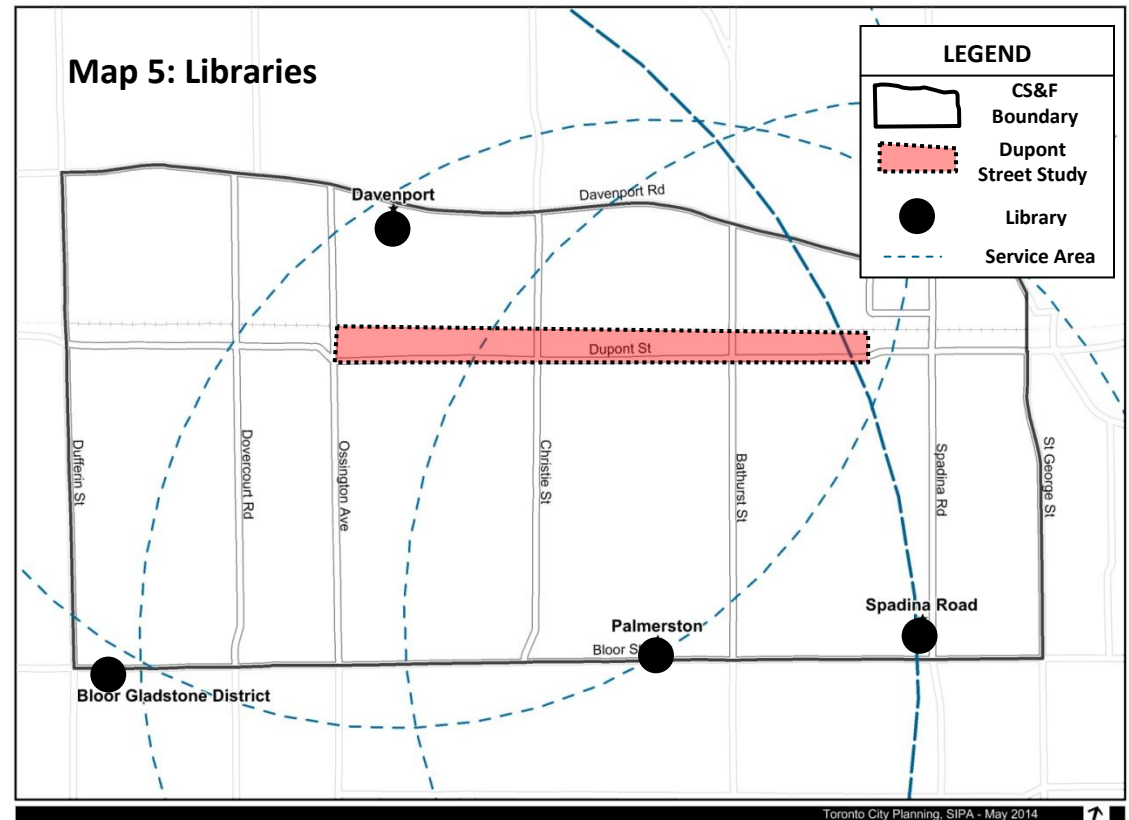 Map 5: Libraries
LEGEND
CS&F
Boundary
Dupont
Street Study
Library
Service Area
Davenport
Davenport Rd
Dupont St
Dufferin St
Dovercourt Rd
Ossington Ave
Christie St
Bathurst St
Spadina Rd
St George St
Spadina Road
Palmerston
Bloor
Bloor Gladstone District
Toronto City Planning, SIPA - May 2014